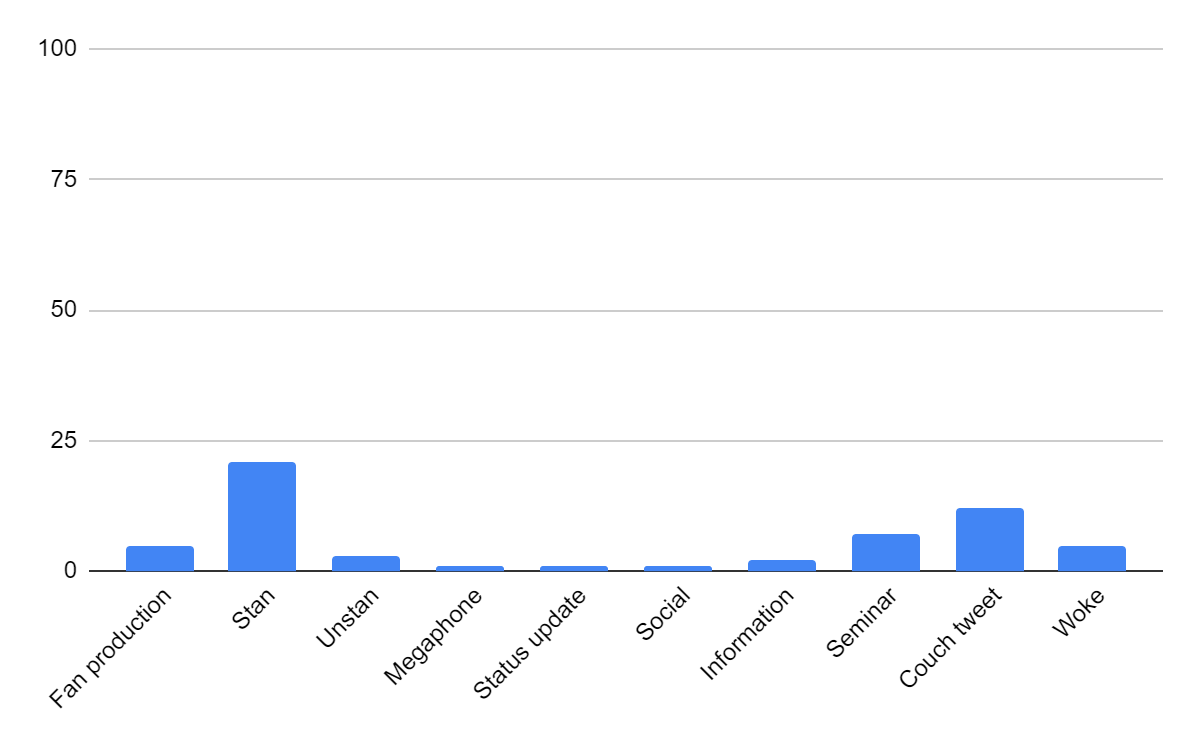 100
75
50
25
0
Fan production
Stan
Unstan
Megaphone
Status update
Social
Information
Seminar
Couch tweet
Woke